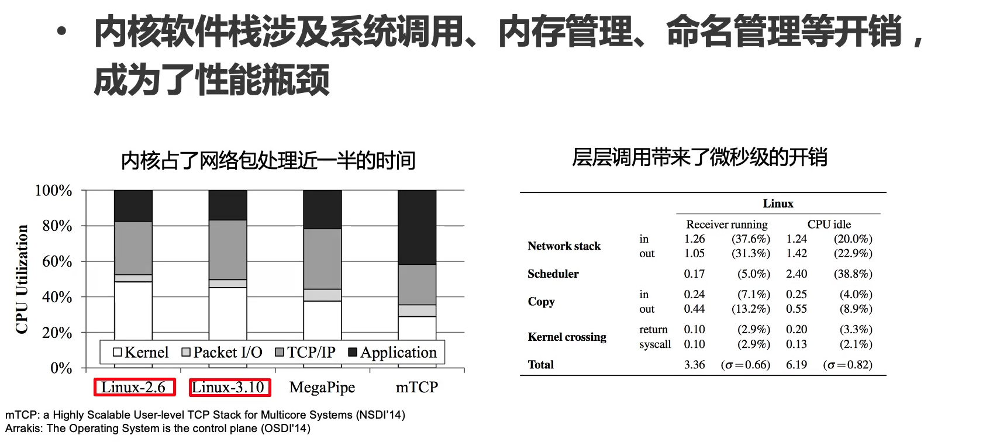 • 内核软件栈涉及系统调用、内存管理、命名管理等开销，
成为了性能瓶颈
内核占了网络包处理近一半的时间
100%
80%
60%
40%
20%
0%
CPU Utilization
Kernel Packet I/O TCP/IP Application
Linux-2.6 Linux-3.10 MegaPipe mTCP
层层调用带来了微秒级的开销
Linux
Receiver running CPU idle
Network stack in 1.26 (37.6%) 1.24 (20.0%)
out 1.05 (31.3%) 1.42 (22.9%)
Scheduler 0.17 (5.0%) 2.40 (38.8%)
Copy in 0.24 (7.1%) 0.25 (4.0%)
out 0.44 (13.2%) 0.55 (8.9%)
Kernel crossing return 0.10 (2.9%) 0.20 (3.3%)
syscall 0.10 (2.9%) 0.13 (2.1%)
Total 3.36 (σ=0.66) 6.19 (σ=0.82)
mTCP: a Highly Scalable User-level TCP Stack for Multicore Systems (NSDI’14)
Arrakis: The Operating System is the control plane (OSDI'14)